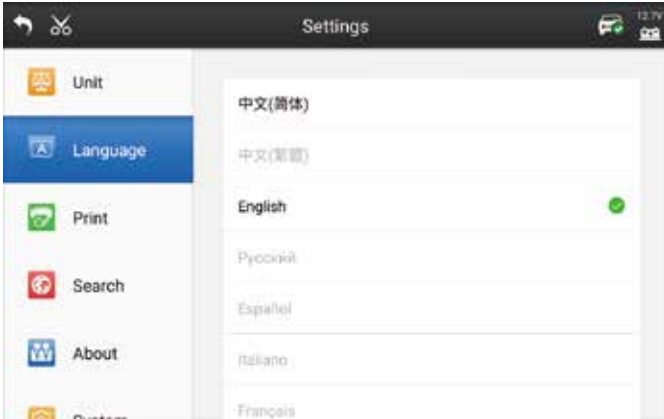 Settings
12.7V
Unit
Language
Print
Search
About
System
中文(简体)
中文(繁體)
English
Русский
Español
Italiano
Français